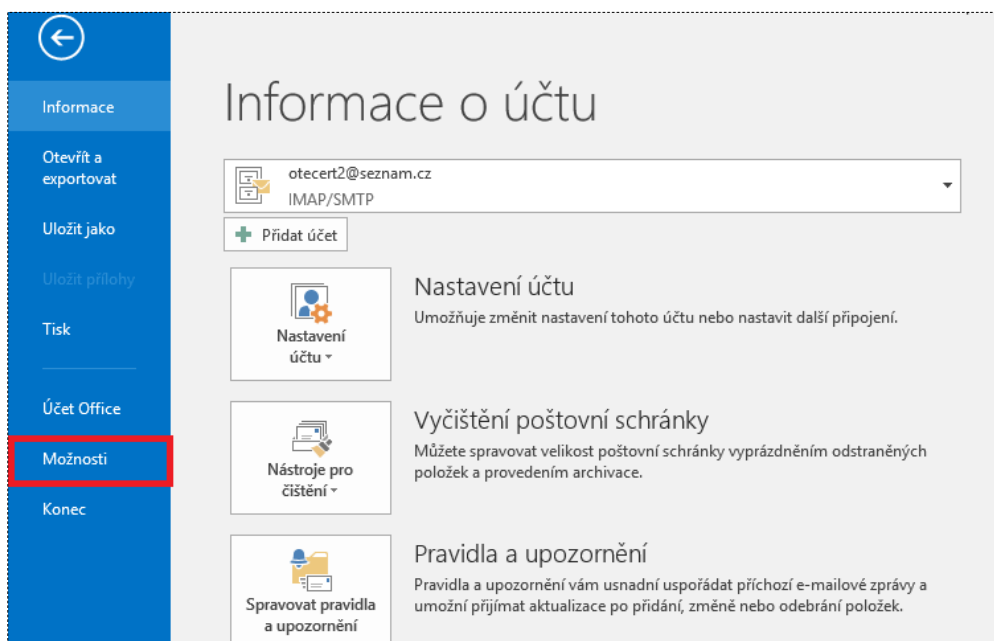 Informace
Otevřít a
exportovat
Uložit jako
Uložit přílohy
Tisk
Účet Office
Možnosti
Konec
Informace o účtu
otecert2@seznam.cz
IMAP/SMTP
Přidat účet
Nastavení
účtu
Nastavení účtu
Umožňuje změnit nastavení tohoto účtu nebo nastavit další připojení.
Nástroje pro
čištění
Vyčištění poštovní schránky
Můžete spravovat velikost poštovní schránky vyprázdněním odstraněných
položek a provedením archivace.
Spravovat pravidla
a upozornění
Pravidla a upozornění
Pravidla a upozornění vám usnadní uspořádat příchozí e-mailové zprávy a
umožní přijímat aktualizace po přidání, změně nebo odebrání položek.